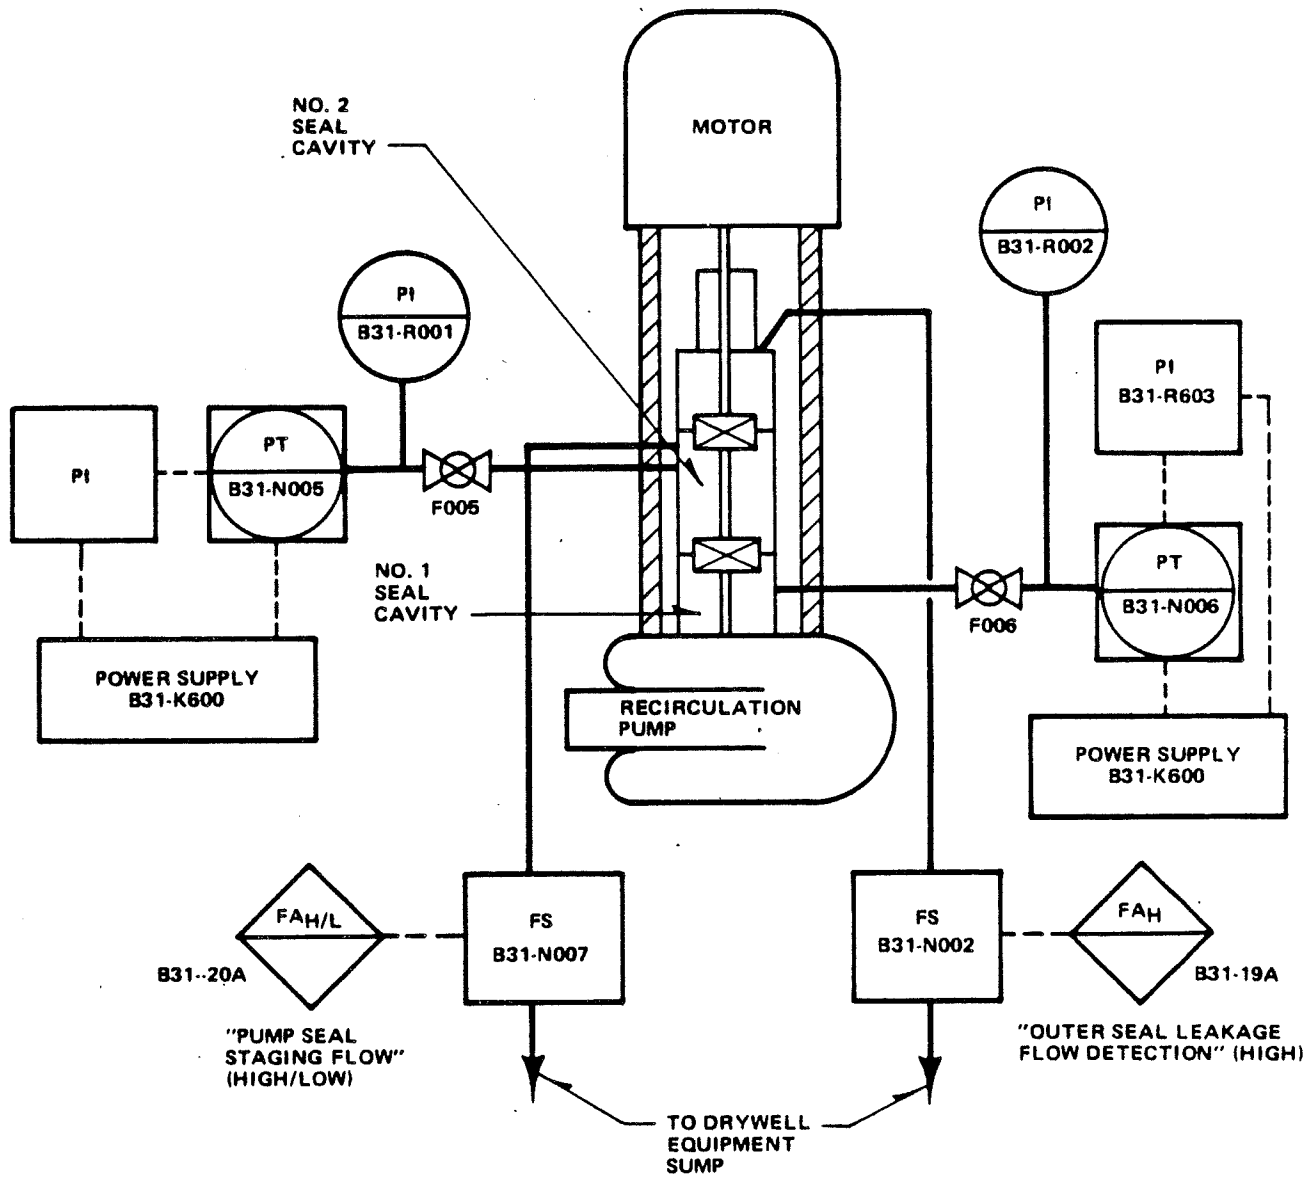 MOTOR
NO. 2
SEAL
CAVITY
PI
B31-R002
PI
B31-R001
PI
B31-R603
PI
PT
B31-N005
F005
NO. 1
SEAL
CAVITY
PT
B31-N006
F006
POWER SUPPLY
B31-K600
RECIRCULATION
PUMP
POWER SUPPLY
B31-K600
FAH/L
B31-20A
FS
B31-N007
FS
B31-N002
FAH
B31-19A
"PUMP SEAL
STAGING FLOW"
(HIGH/LOW)
"OUTER SEAL LEAKAGE
FLOW DETECTION" (HIGH)
TO DRYWELL
EQUIPMENT
SUMP